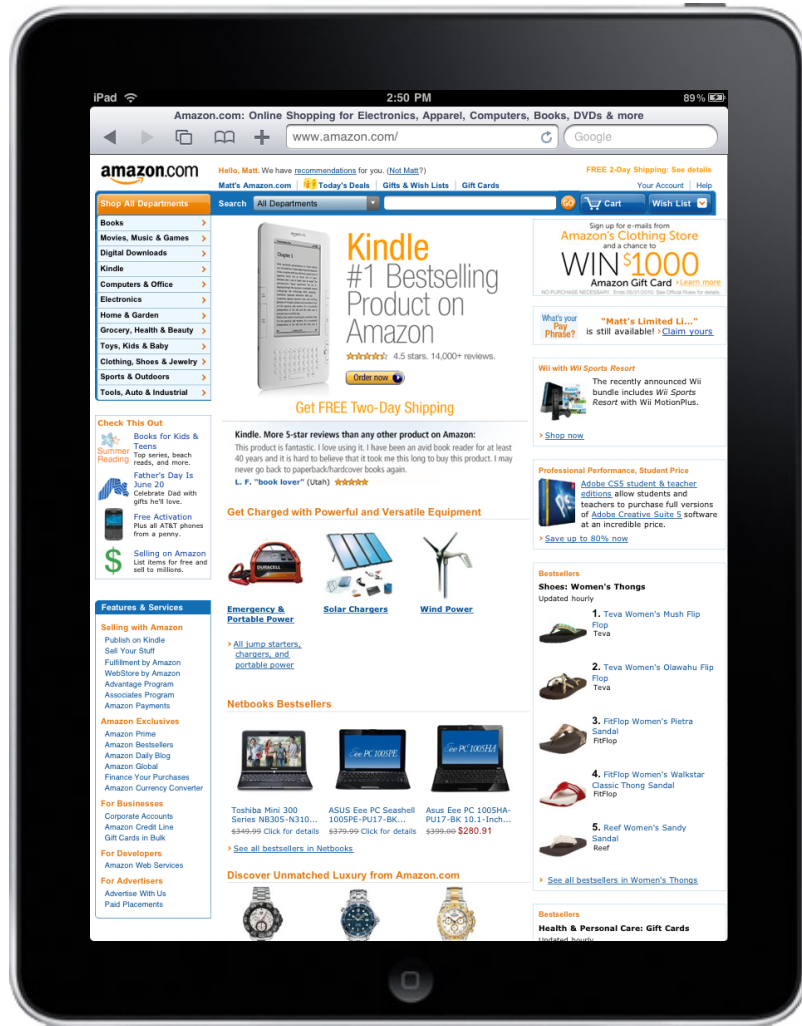 iPad
2:50 PM
89%
Amazon.com: Online Shopping for Electronics, Apparel, Computers, Books, DVDs & more
www.amazon.com/
Google
amazon.com
Hello, Matt. We have recommendations for you. (Not Matt?)
FREE 2-Day Shipping: See details
Matt's Amazon.com
Today's Deals
Gifts & Wish Lists
Gift Cards
Your Account
Help
Shop All Departments
Search
All Departments
GO
Cart
Wish List
Books
Movies, Music & Games
Digital Downloads
Kindle
Computers & Office
Electronics
Home & Garden
Grocery, Health & Beauty
Toys, Kids & Baby
Clothing, Shoes & Jewelry
Sports & Outdoors
Tools, Auto & Industrial
Check This Out
Summer
Reading
Books for Kids &
Teens
Top series, beach
reads, and more.
Father's Day Is
June 20
Celebrate Dad with
gifts he'll love.
Free Activation
Plus all AT&T phones
from a penny.
$
Selling on Amazon
List items for free and
sell to millions.
Features & Services
Selling with Amazon
Publish on Kindle
Sell Your Stuff
Fulfillment by Amazon
WebStore by Amazon
Advantage Program
Associates Program
Amazon Payments
Amazon Exclusives
Amazon Prime
Amazon Bestsellers
Amazon Daily Blog
Amazon Global
Finance Your Purchases
Amazon Currency Converter
For Businesses
Corporate Accounts
Amazon Credit Line
Gift Cards in Bulk
For Developers
Amazon Web Services
For Advertisers
Advertise With Us
Paid Placements
Chapter 1
Kindle
#1 Bestselling
Product on
Amazon
4.5 stars. 14,000+ reviews.
Order now
Get FREE Two-Day Shipping
Kindle. More 5-star reviews than any other product on Amazon:
This product is fantastic. I love using it. I have been an avid book reader for at least
40 years and it is hard to believe that it took me this long to buy this product. I may
never go back to paperback/hardcover books again.
L. F. "book lover" (Utah)
Get Charged with Powerful and Versatile Equipment
DURACELL
Emergency &
Portable Power
Solar Chargers
Wind Power
All jump starters,
chargers, and
portable power
Netbooks Bestsellers
Eee PC 1005PE
Eee PC 1005HA
Toshiba Mini 300
Series NB305-N310...
$349.99 Click for details
ASUS Eee PC Seashell
1005PE-PU17-BK...
$379.99 Click for details
Asus Eee PC 1005HA-
PU17-BK 10.1-Inch...
$399.00 $280.91
See all bestsellers in Netbooks
Discover Unmatched Luxury from Amazon.com
Sign up for e-mails from
Amazon's Clothing Store
and a chance to
WIN $1000
Amazon Gift Card
Learn more
NO PURCHASE NECESSARY. Ends 05/31/2010. See Official Rules for details.
What's your
Pay
Phrase?
"Matt's Limited Li..."
is still available! Claim yours
Wii with Wii Sports Resort
The recently announced Wii
bundle includes Wii Sports
Resort with Wii MotionPlus.
Shop now
Professional Performance, Student Price
Adobe CS5 student & teacher
editions allow students and
teachers to purchase full versions
of Adobe Creative Suite 5 software
at an incredible price.
Save up to 80% now
Bestsellers
Shoes: Women's Thongs
Updated hourly
1. Teva Women's Mush Flip
Flop
Teva
2. Teva Women's Olawahu Flip
Flop
Teva
3. FitFlop Women's Pietra
Sandal
FitFlop
4. FitFlop Women's Walkstar
Classic Thong Sandal
FitFlop
5. Reef Women's Sandy
Sandal
Reef
See all bestsellers in Women's Thongs
Bestsellers
Health & Personal Care: Gift Cards
Updated hourly